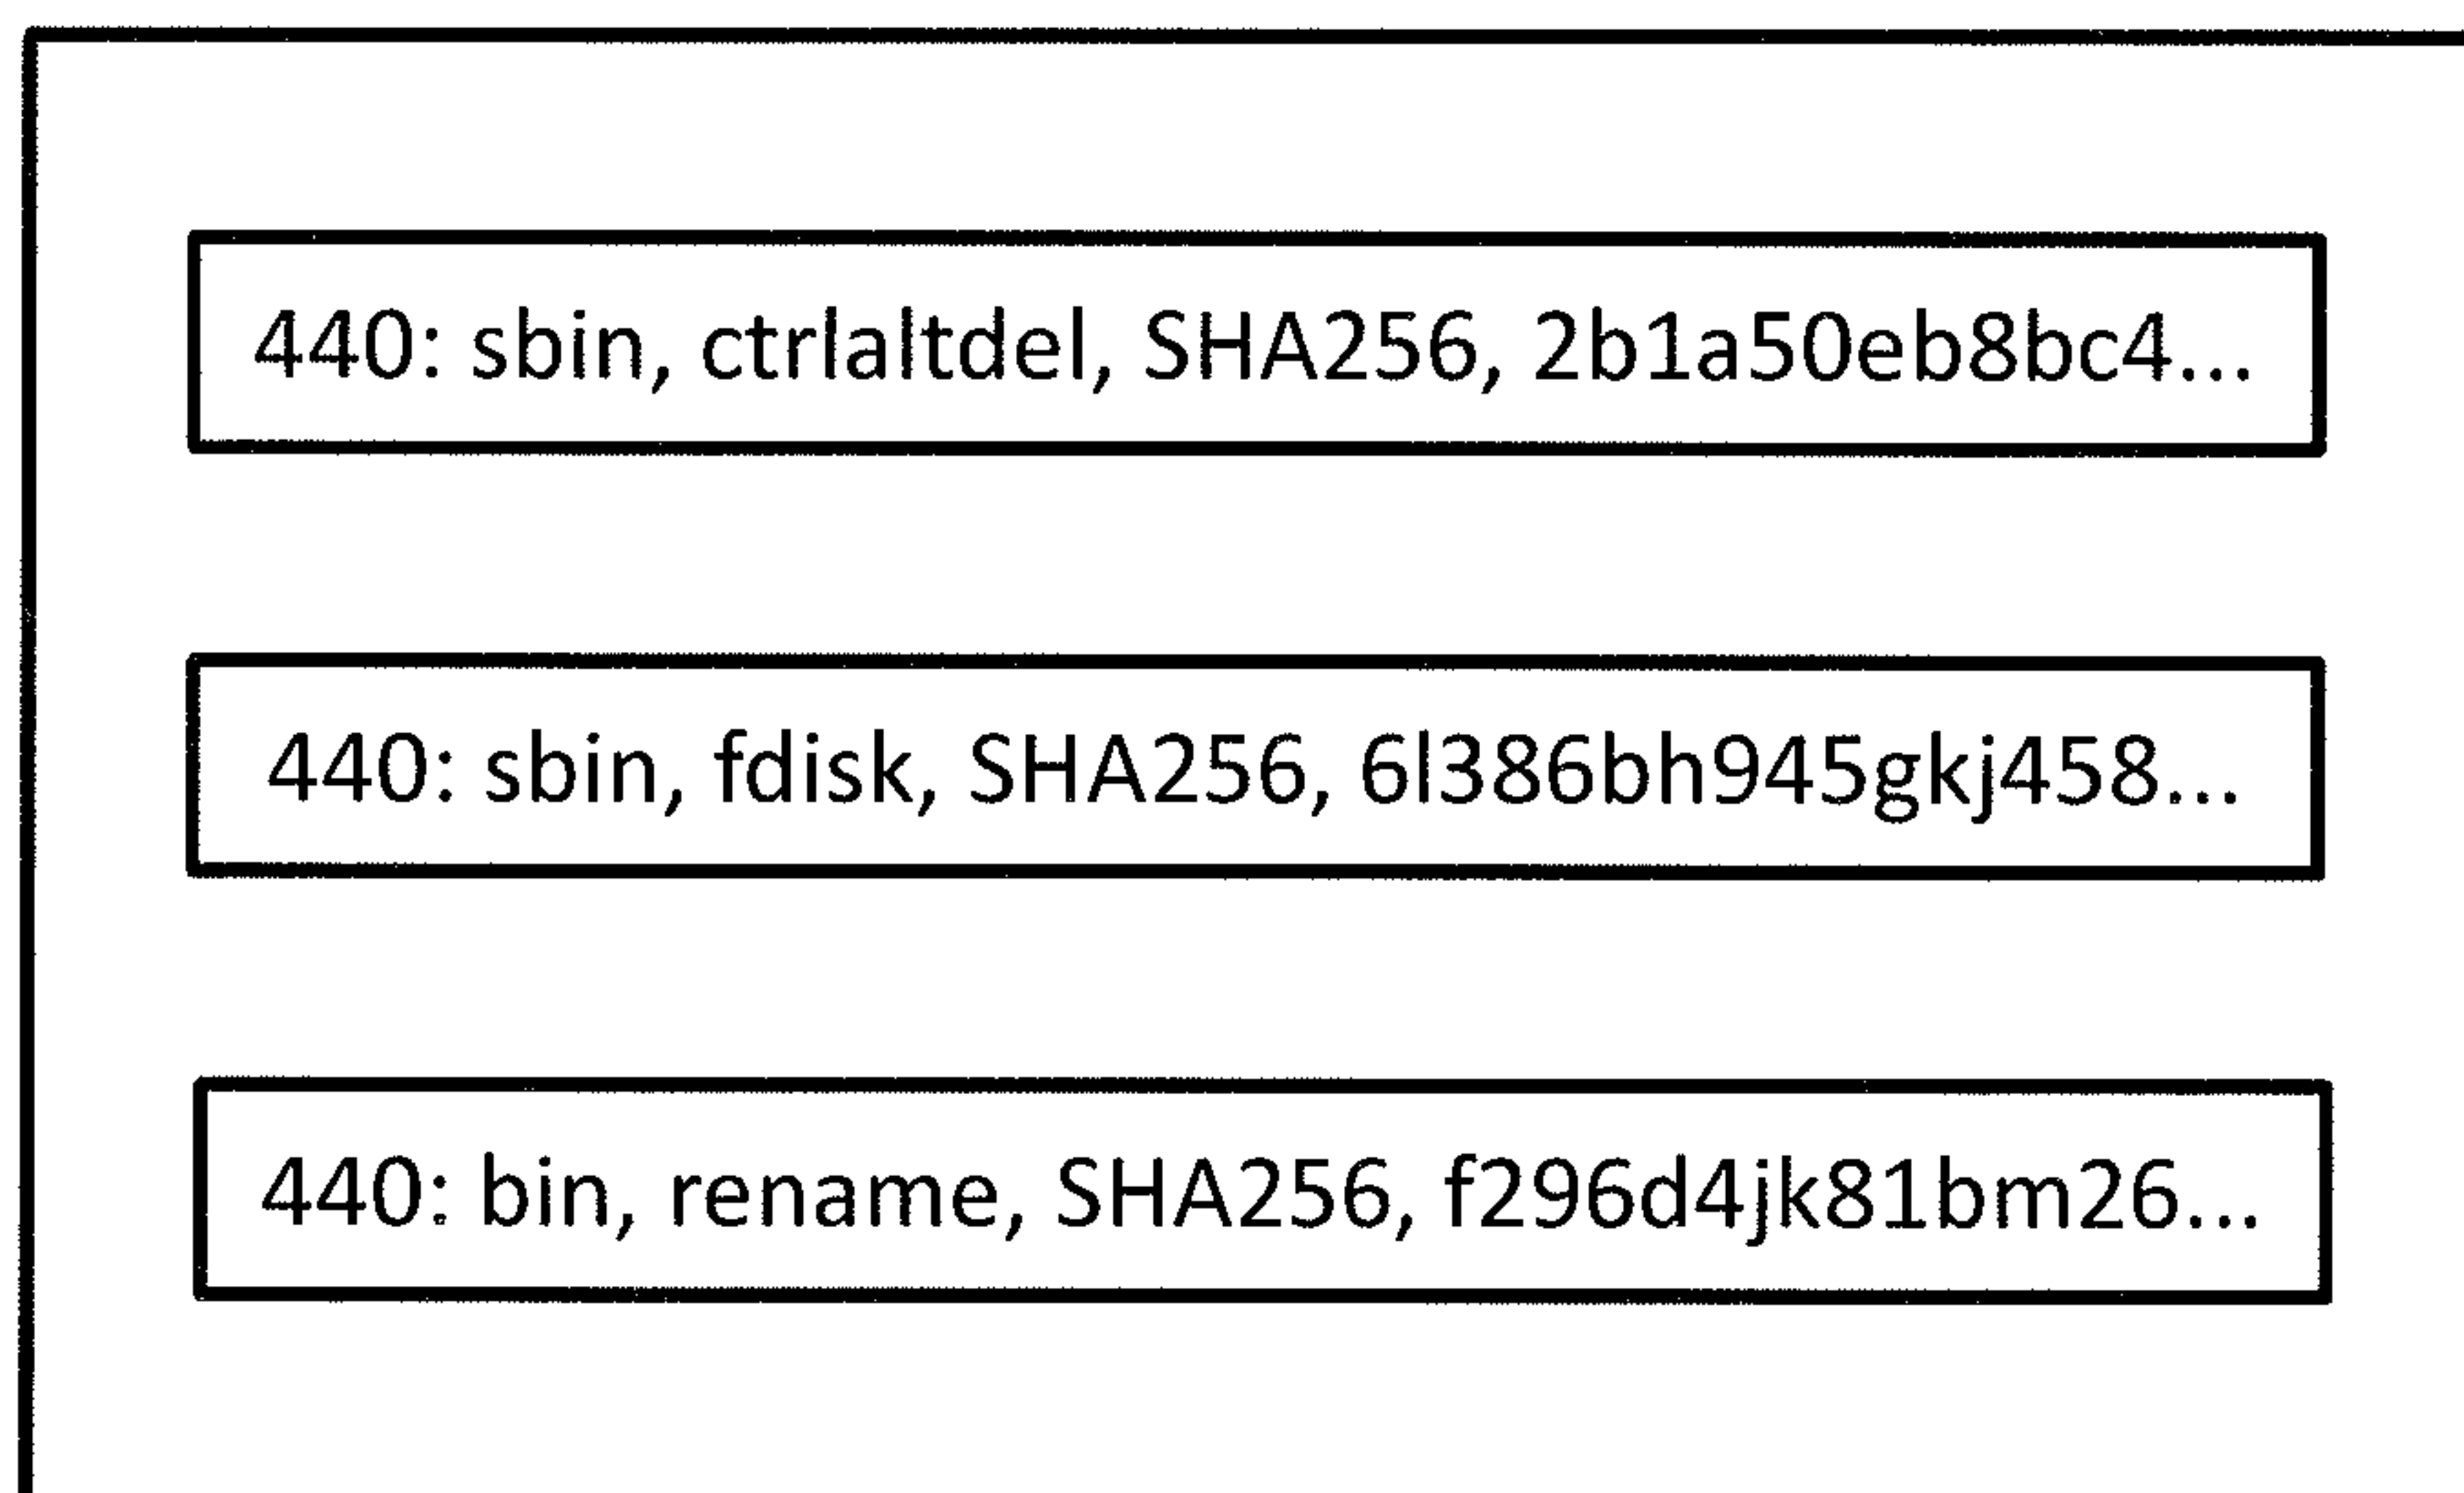 440: sbin, ctrlaltdel, SHA256, 2b1a50eb8bc4...
440: sbin, fdisk, SHA256, 6l386bh945gkj458...
440: bin, rename, SHA256, f296d4jk81bm26...